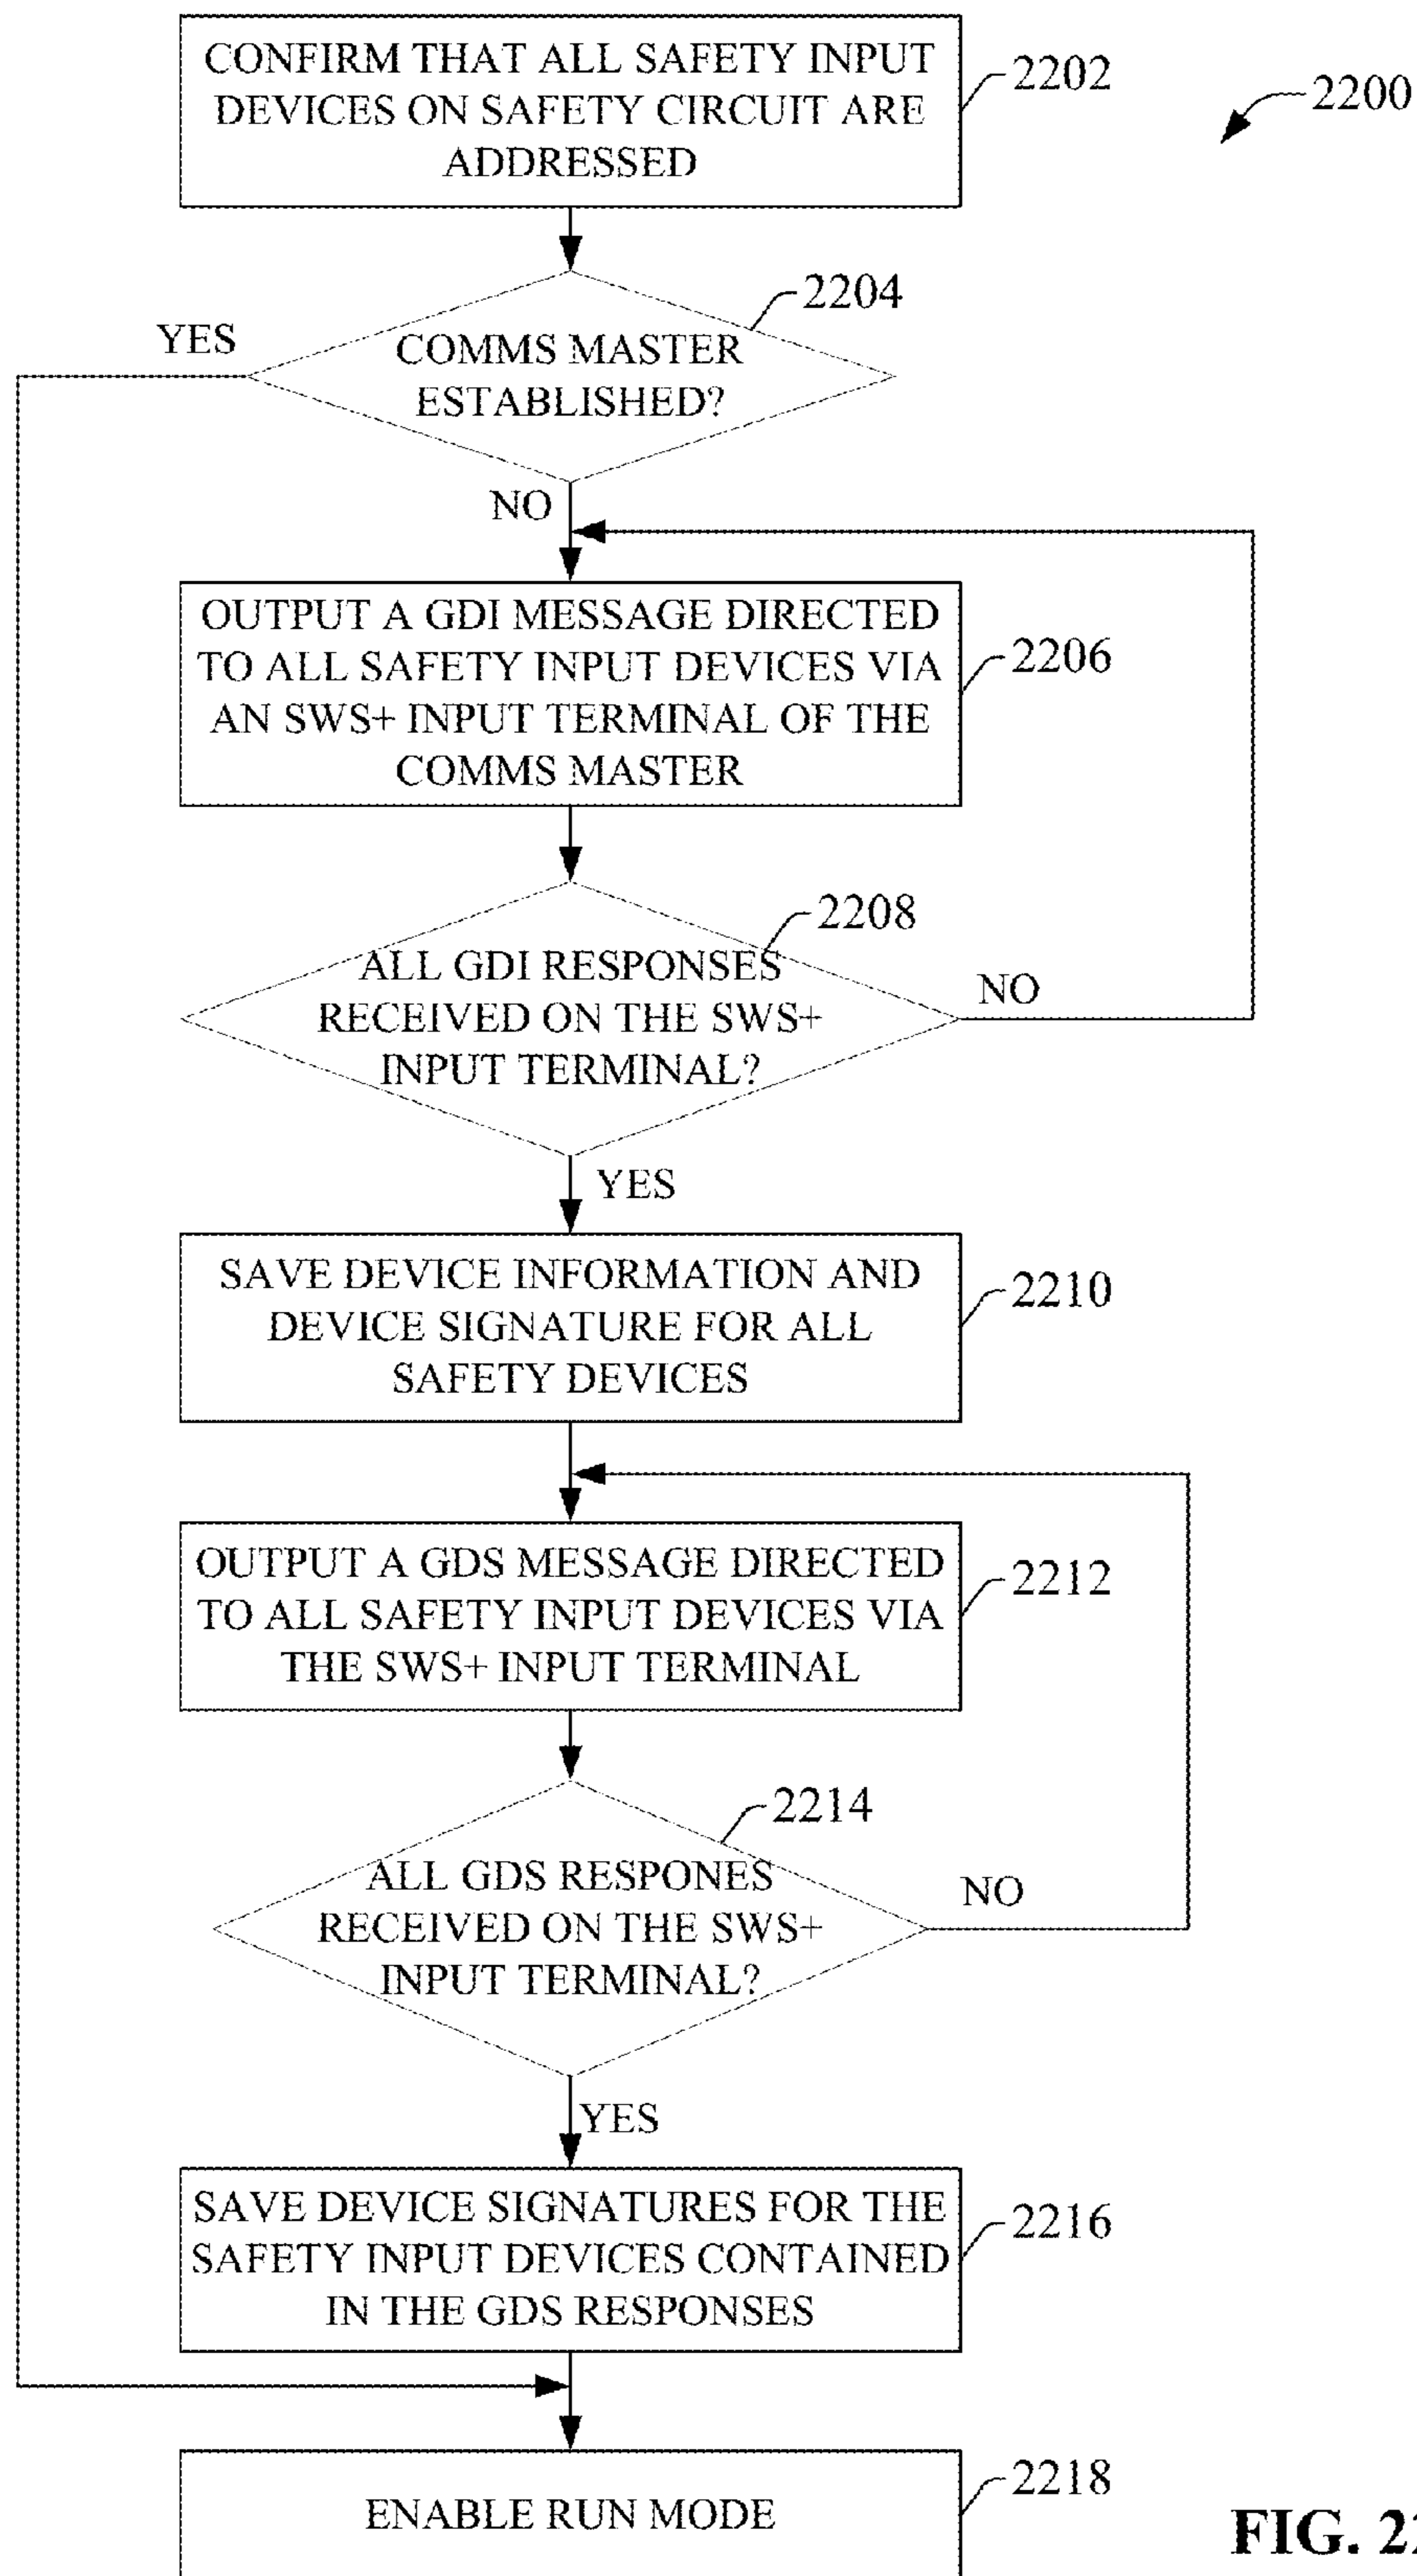 CONFIRM THAT ALL SAFETY INPUT
DEVICES ON SAFETY CIRCUIT ARE
ADDRESSED
2202
2200
2204
YES
COMMS MASTER
ESTABLISHED?
NO
OUTPUT A GDI MESSAGE DIRECTED
TO ALL SAFETY INPUT DEVICES VIA
AN SWS+ INPUT TERMINAL OF THE
COMMS MASTER
2206
2208
ALL GDI RESPONSES
RECEIVED ON THE SWS+
INPUT TERMINAL?
NO
YES
SAVE DEVICE INFORMATION AND
DEVICE SIGNATURE FOR ALL
SAFETY DEVICES
2210
OUTPUT A GDS MESSAGE DIRECTED
TO ALL SAFETY INPUT DEVICES VIA
THE SWS+ INPUT TERMINAL
2212
2214
ALL GDS RESPONES
RECEIVED ON THE SWS+
INPUT TERMINAL?
NO
YES
SAVE DEVICE SIGNATURES FOR THE
SAFETY INPUT DEVICES CONTAINED
IN THE GDS RESPONSES
2216
ENABLE RUN MODE
2218
FIG. 22